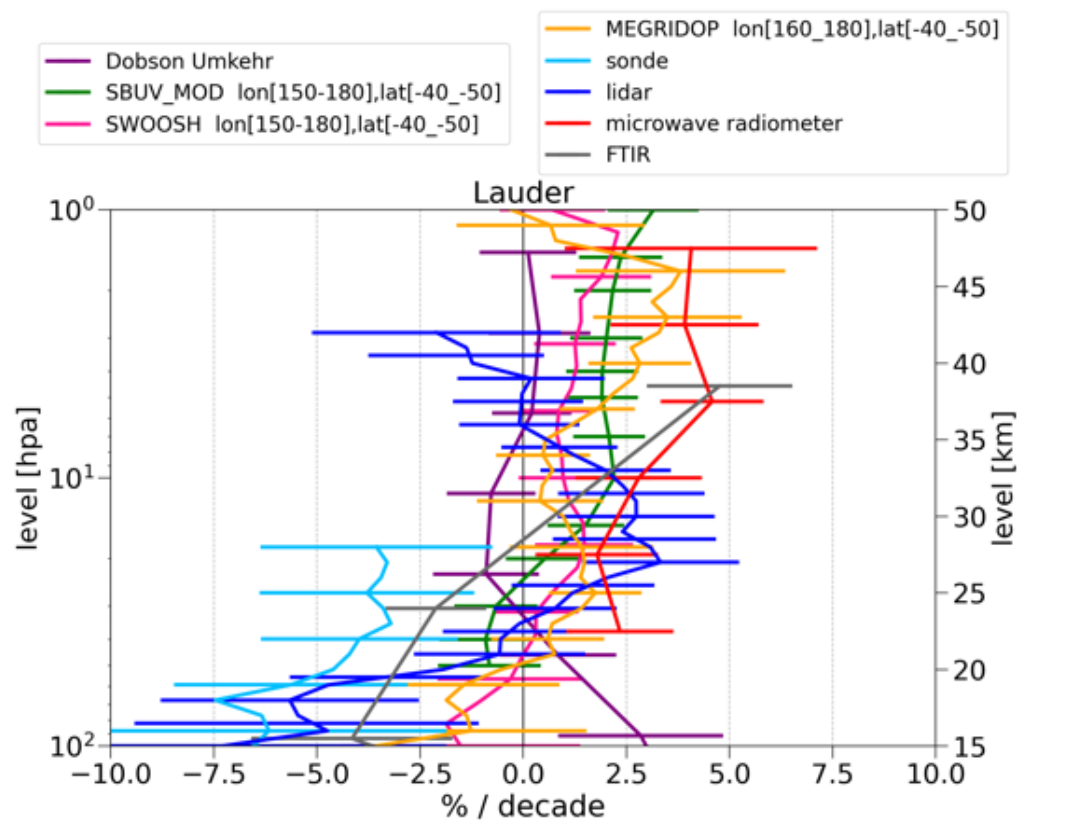 Dobson Umkehr
SBUV_MOD lon[150-180],lat[-40_-50]
SWOOSH lon[150-180],lat[-40_-50]
MEGRIDOP lon[160_180],lat[-40_-50]
sonde
lidar
microwave radiometer
FTIR
Lauder
10⁰
10¹
10²
level [hpa]
50
45
40
35
30
25
20
15
level [km]
−10.0 −7.5 −5.0 −2.5 0.0 2.5 5.0 7.5 10.0
% / decade